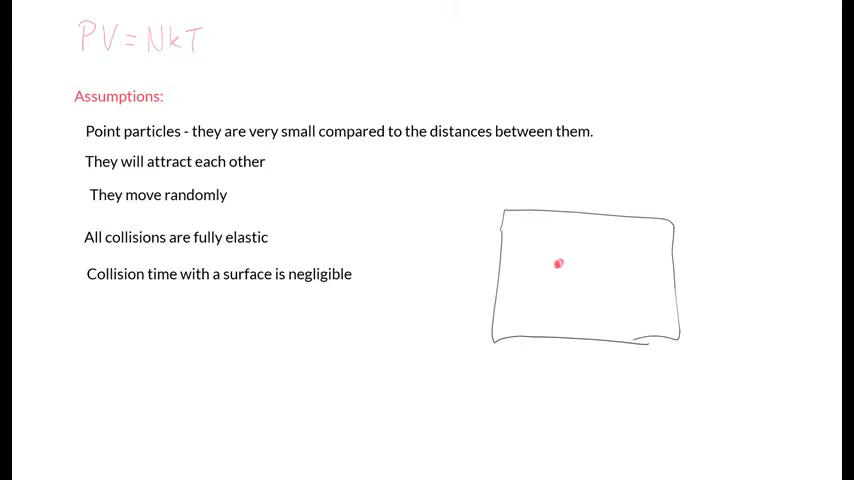 PV = NkT
Assumptions:
Point particles - they are very small compared to the distances between them.
They will attract each other
They move randomly
All collisions are fully elastic
Collision time with a surface is negligible